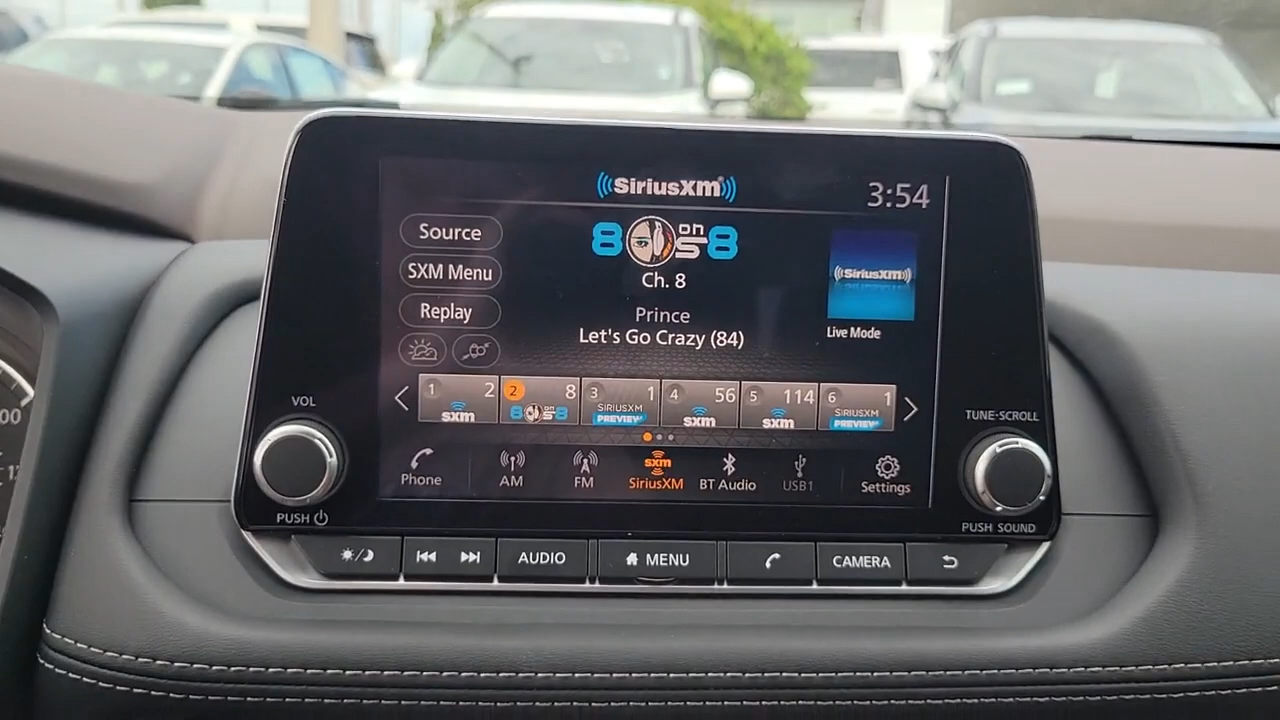 SiriusXM
3:54
Source
SXM Menu
Replay
80s on 8
Ch. 8
Prince
Let's Go Crazy (84)
SiriusXM
Live Mode
1 2 sxm
2 8 80s on 8
3 1 SIRIUSXM PREVIEW
4 56 sxm
5 114 sxm
6 1 SIRIUSXM PREVIEW
Phone
AM
FM
sxm SiriusXM
BT Audio
USB1
Settings
VOL
PUSH
TUNE-SCROLL
PUSH SOUND
AUDIO
MENU
CAMERA